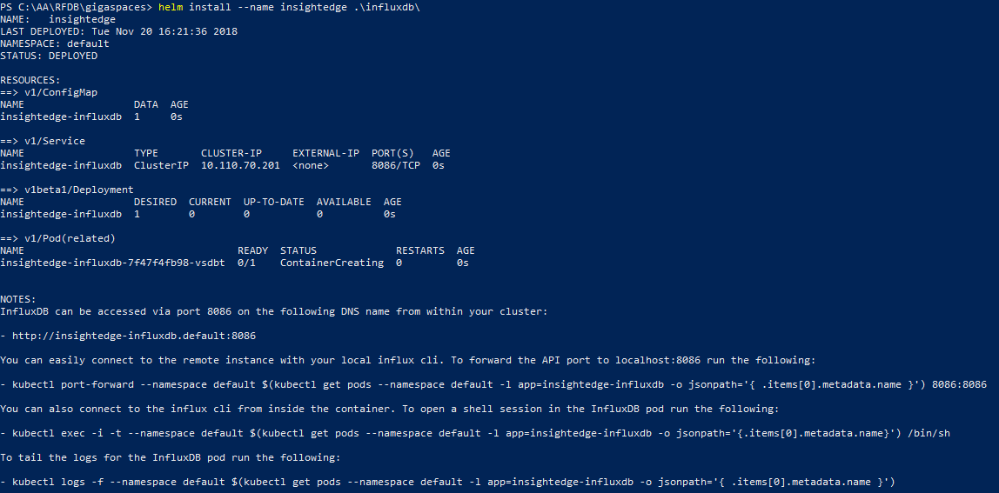 PS C:\AA\RFDB\gigaspaces> helm install --name insightedge .\influxdb\
NAME:   insightedge
LAST DEPLOYED: Tue Nov 20 16:21:36 2018
NAMESPACE: default
STATUS: DEPLOYED
RESOURCES:
==> v1/ConfigMap
NAME                  DATA  AGE
insightedge-influxdb  1     0s
==> v1/Service
NAME                  TYPE       CLUSTER-IP     EXTERNAL-IP  PORT(S)   AGE
insightedge-influxdb  ClusterIP  10.110.70.201  <none>       8086/TCP  0s
==> v1beta1/Deployment
NAME                  DESIRED  CURRENT  UP-TO-DATE  AVAILABLE  AGE
insightedge-influxdb  1        0        0           0          0s
==> v1/Pod(related)
NAME                                   READY  STATUS             RESTARTS  AGE
insightedge-influxdb-7f47f4fb98-vsdbt  0/1    ContainerCreating  0         0s
NOTES:
InfluxDB can be accessed via port 8086 on the following DNS name from within your cluster:
- http://insightedge-influxdb.default:8086
You can easily connect to the remote instance with your local influx cli. To forward the API port to localhost:8086 run the following:
- kubectl port-forward --namespace default $(kubectl get pods --namespace default -l app=insightedge-influxdb -o jsonpath='{ .items[0].metadata.name }') 8086:8086
You can also connect to the influx cli from inside the container. To open a shell session in the InfluxDB pod run the following:
- kubectl exec -i -t --namespace default $(kubectl get pods --namespace default -l app=insightedge-influxdb -o jsonpath='{.items[0].metadata.name}') /bin/sh
To tail the logs for the InfluxDB pod run the following:
- kubectl logs -f --namespace default $(kubectl get pods --namespace default -l app=insightedge-influxdb -o jsonpath='{ .items[0].metadata.name }')